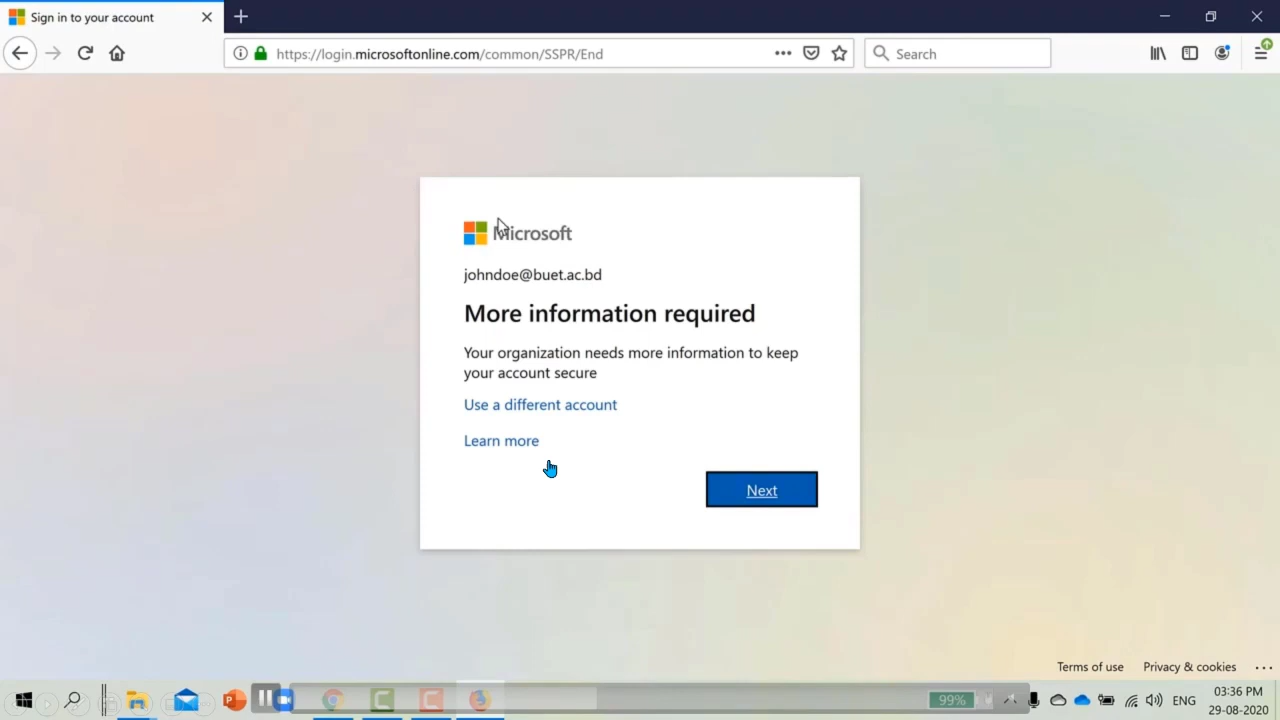 Sign in to your account
https://login.microsoftonline.com/common/SSPR/End
Search
Microsoft
johndoe@buet.ac.bd
More information required
Your organization needs more information to keep
your account secure
Use a different account
Learn more
Next
Terms of use
Privacy & cookies
99%
ENG
03:36 PM
29-08-2020